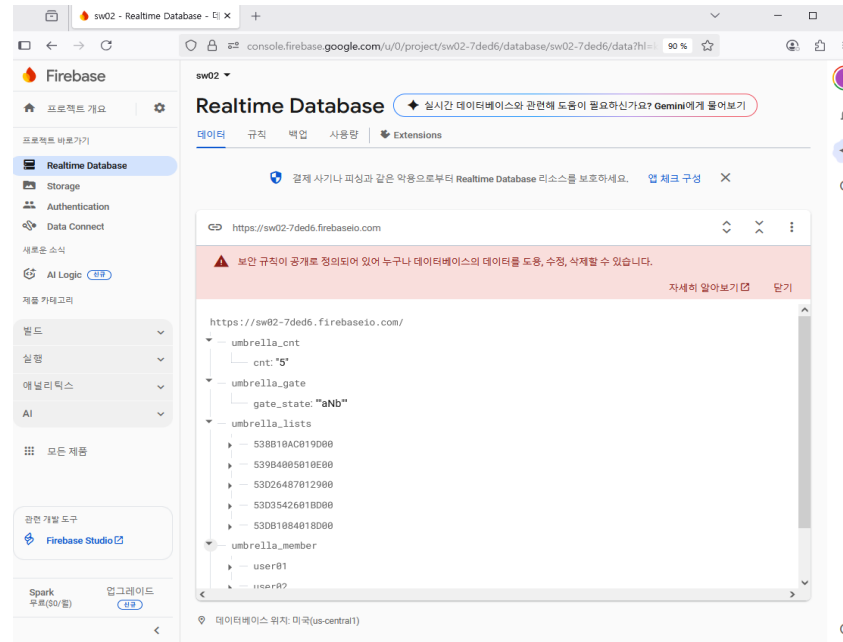 sw02 - Realtime Database - 데
console.firebase.google.com/u/0/project/sw02-7ded6/database/sw02-7ded6/data?hl=
90 %
Firebase
프로젝트 개요
프로젝트 바로가기
Realtime Database
Storage
Authentication
Data Connect
새로운 소식
AI Logic
신규
제품 카테고리
빌드
실행
애널리틱스
AI
모든 제품
관련 개발 도구
Firebase Studio
Spark
무료($0/월)
업그레이드
신규
sw02
Realtime Database
실시간 데이터베이스와 관련해 도움이 필요하신가요? Gemini에게 물어보기
데이터 규칙 백업 사용량 Extensions
결제 사기나 피싱과 같은 악용으로부터 Realtime Database 리소스를 보호하세요. 앱 체크 구성
https://sw02-7ded6.firebaseio.com
보안 규칙이 공개로 정의되어 있어 누구나 데이터베이스의 데이터를 도용, 수정, 삭제할 수 있습니다.
자세히 알아보기 닫기
https://sw02-7ded6.firebaseio.com/
umbrella_cnt
cnt: "5"
umbrella_gate
gate_state: '"aNb"'
umbrella_lists
538B10AC019D00
539B4005010E00
53D26487012900
53D3542601BD00
53DB1084018D00
umbrella_member
user01
user02
데이터베이스 위치: 미국(us-central1)